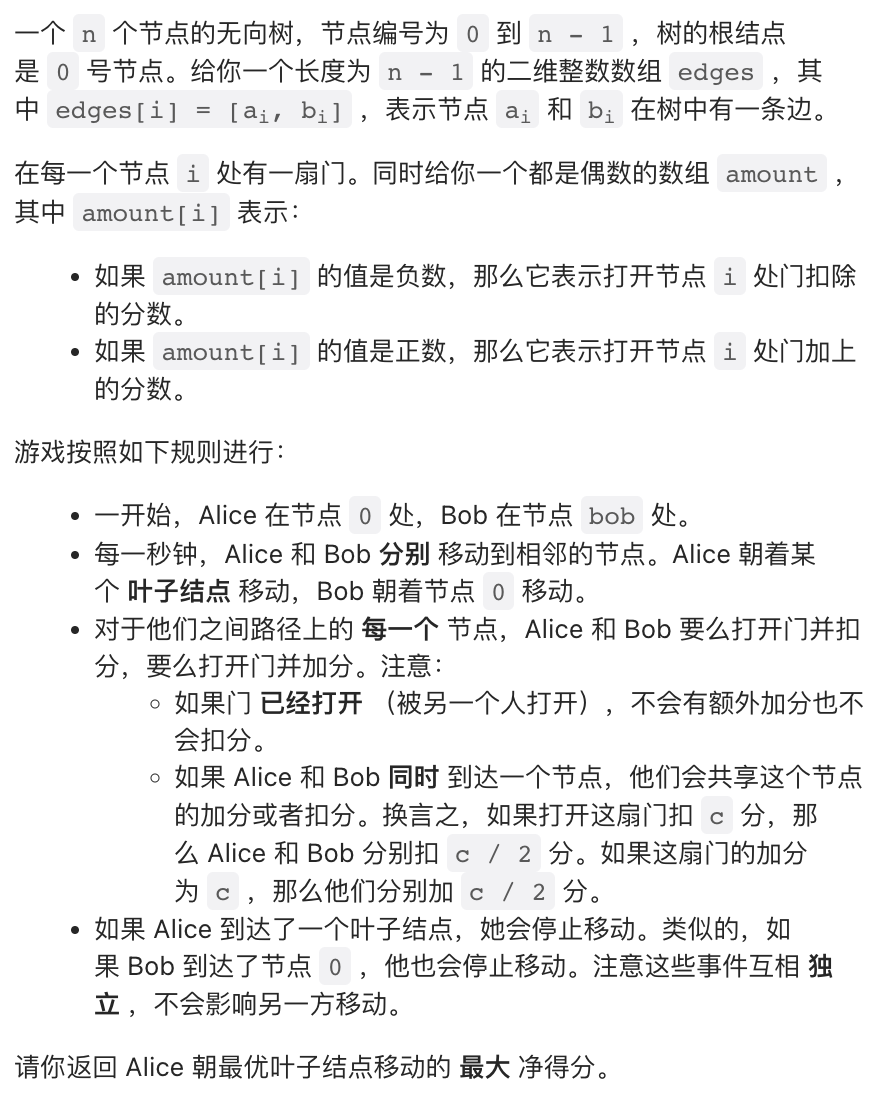 一个 n 个节点的无向树，节点编号为 0 到 n - 1 ，树的根结点
是 0 号节点。给你一个长度为 n - 1 的二维整数数组 edges ，其
中 edges[i] = [aᵢ, bᵢ] ，表示节点 aᵢ 和 bᵢ 在树中有一条边。
在每一个节点 i 处有一扇门。同时给你一个都是偶数的数组 amount ，
其中 amount[i] 表示：
• 如果 amount[i] 的值是负数，那么它表示打开节点 i 处门扣除
的分数。
• 如果 amount[i] 的值是正数，那么它表示打开节点 i 处门加上
的分数。
游戏按照如下规则进行：
• 一开始，Alice 在节点 0 处，Bob 在节点 bob 处。
• 每一秒钟，Alice 和 Bob 分别 移动到相邻的节点。Alice 朝着某
个 叶子结点 移动，Bob 朝着节点 0 移动。
• 对于他们之间路径上的 每一个 节点，Alice 和 Bob 要么打开门并扣
分，要么打开门并加分。注意：
◦ 如果门 已经打开 （被另一个人打开），不会有额外加分也不
会扣分。
◦ 如果 Alice 和 Bob 同时 到达一个节点，他们会共享这个节点
的加分或者扣分。换言之，如果打开这扇门扣 c 分，那
么 Alice 和 Bob 分别扣 c / 2 分。如果这扇门的加分
为 c ，那么他们分别加 c / 2 分。
• 如果 Alice 到达了一个叶子结点，她会停止移动。类似的，如
果 Bob 到达了节点 0 ，他也会停止移动。注意这些事件互相 独
立 ，不会影响另一方移动。
请你返回 Alice 朝最优叶子结点移动的 最大 净得分。